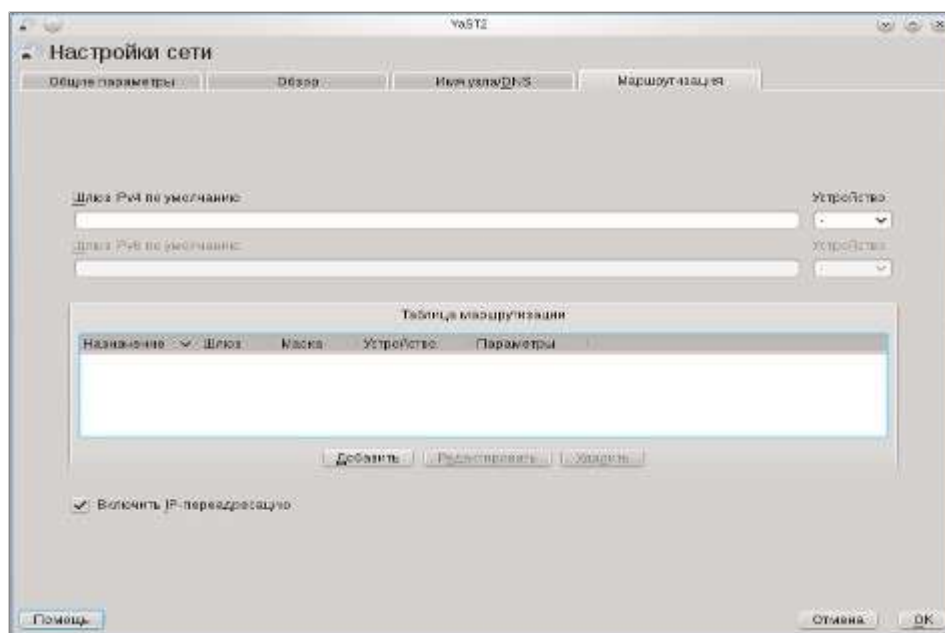 YaST2
Настройки сети
Общие параметры Обзор Имя узла/DNS Маршрутизация
Шлюз IPv4 по умолчанию Устройство
-
Шлюз IPv6 по умолчанию Устройство
-
Таблица маршрутизации
Назначение Шлюз Маска Устройство Параметры
Добавить Редактировать Удалить
Включить IP-переадресацию
Помощь Отмена OK